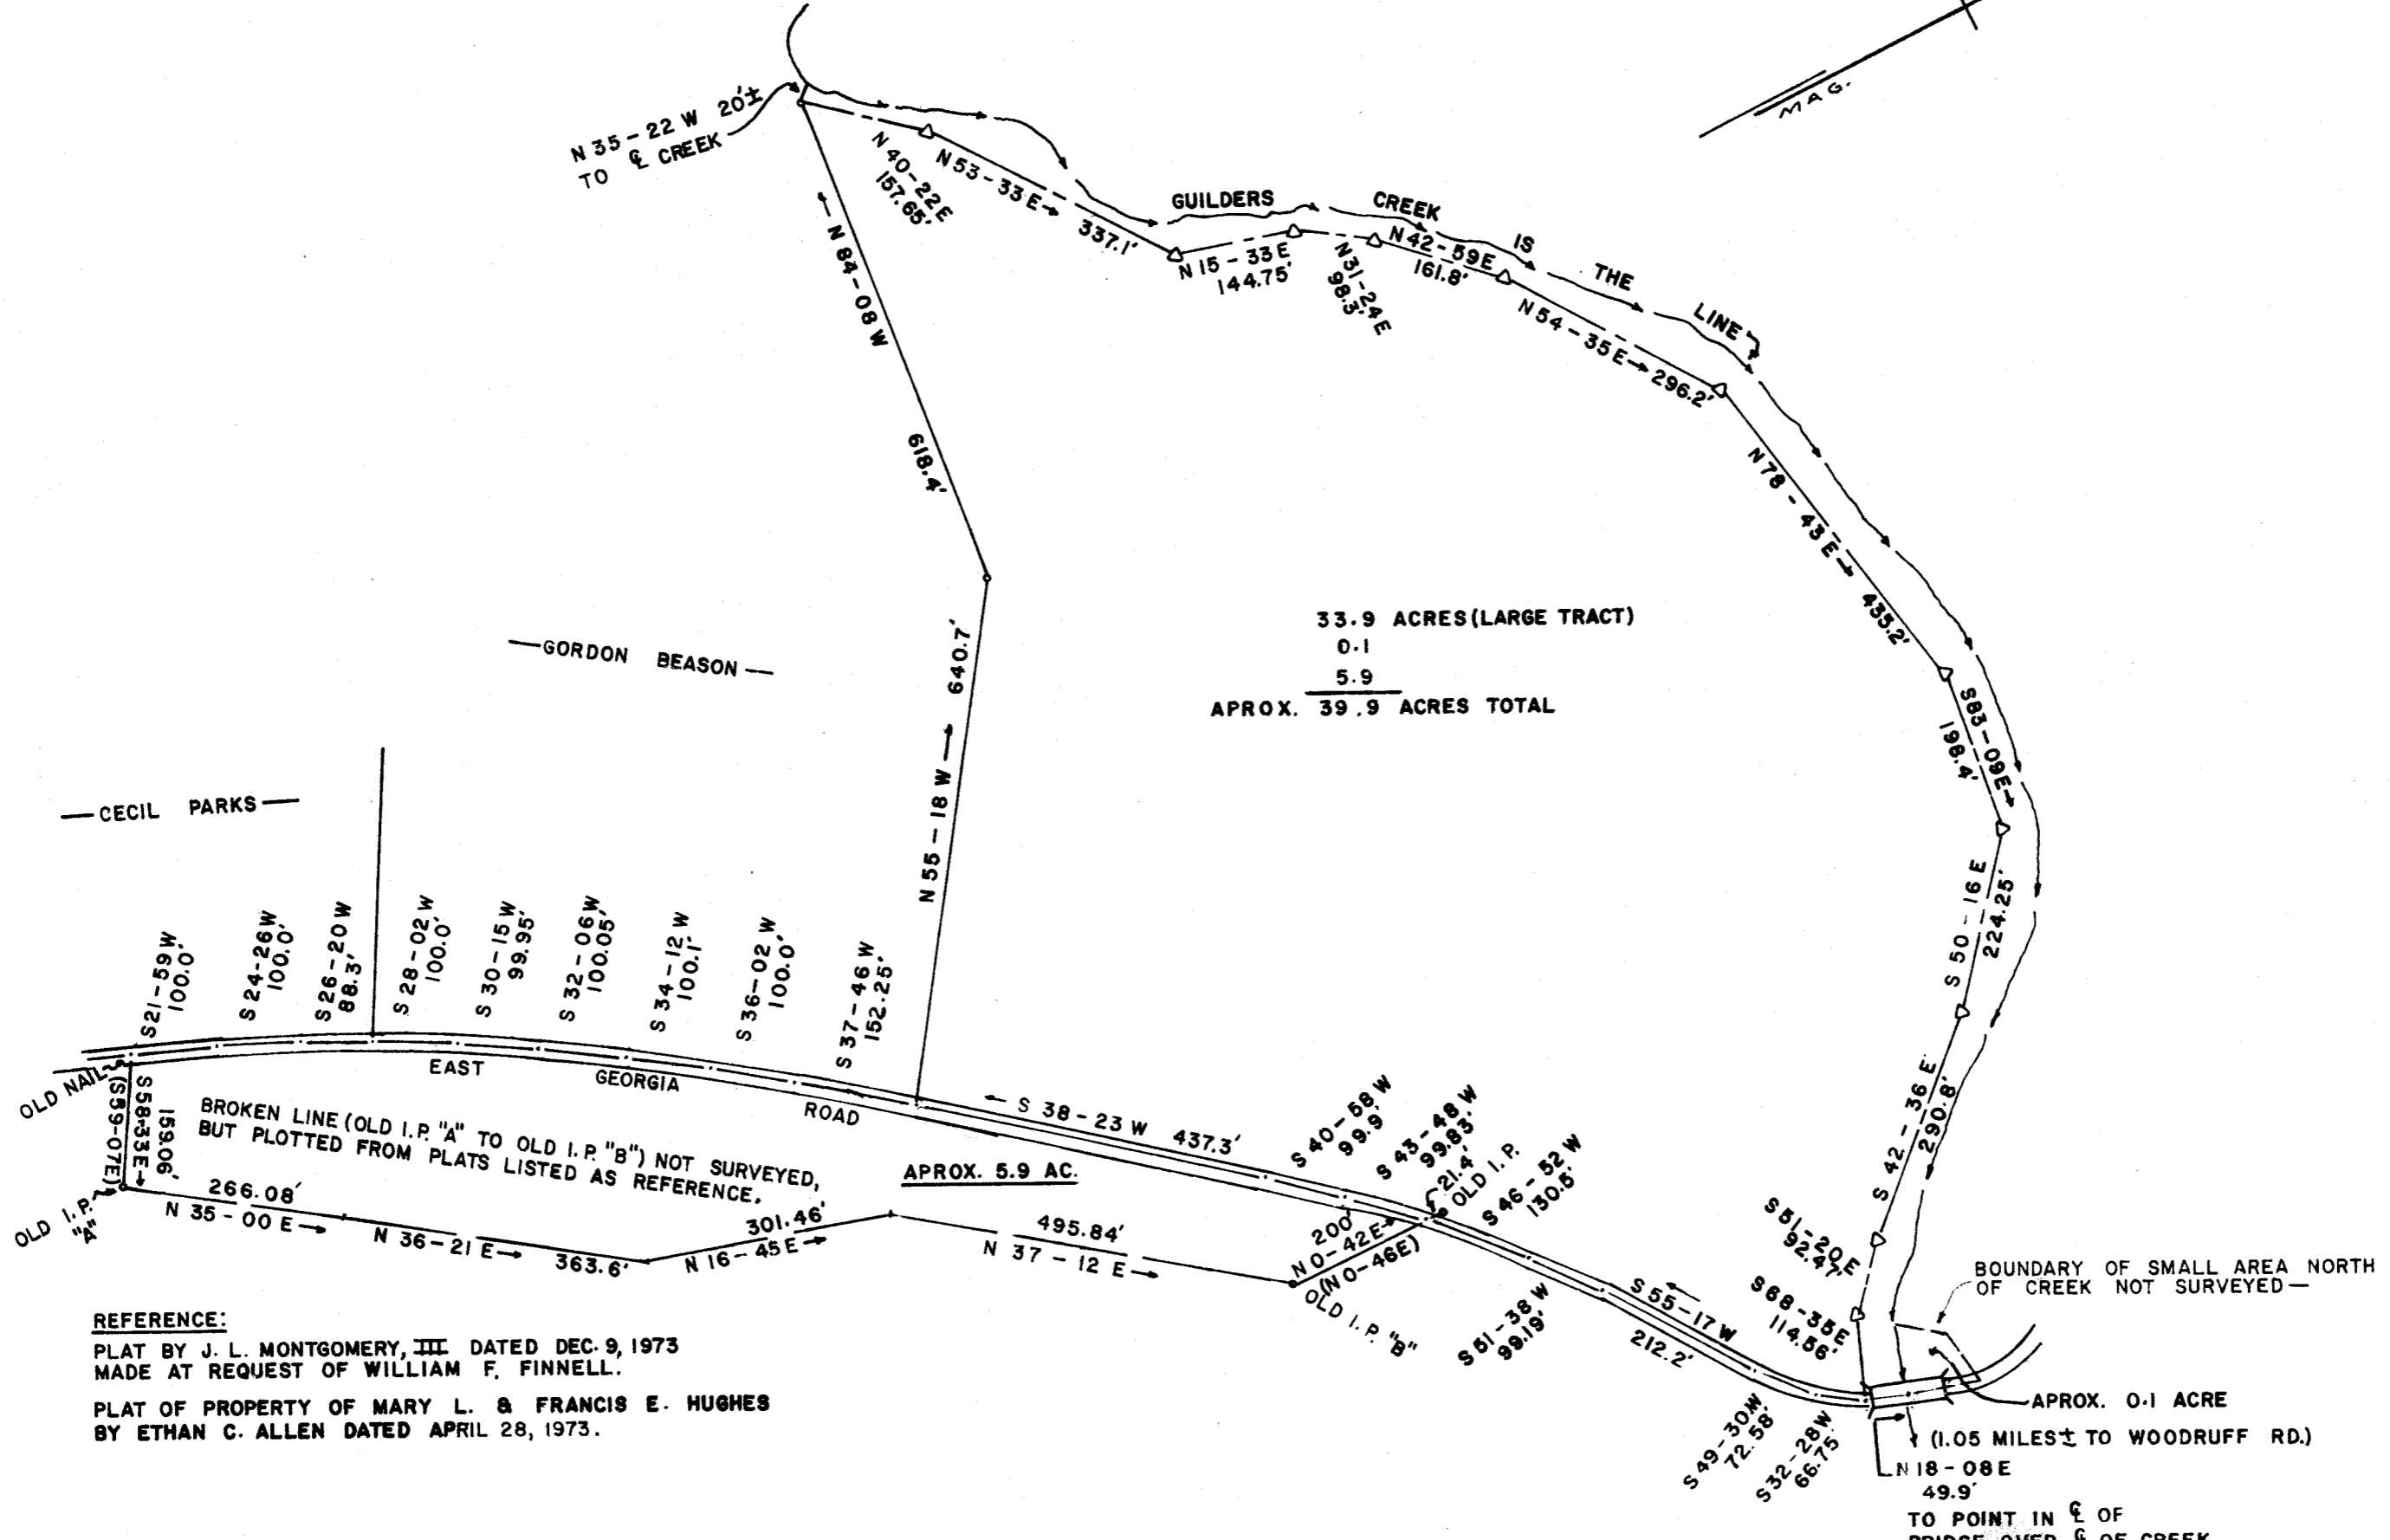 MAG.
N 35-22 W 20'±
TO ℄ CREEK
N 40-22 E
157.65'
N 53-33 E
337.1'
GUILDERS CREEK IS THE LINE
N 15-33 E
144.75'
N 31-24 E
98.3'
N 42-59 E
161.8'
N 54-35 E
296.2'
N 78-43 E
435.2'
S 83-09 E
198.4'
S 50-16 E
224.25'
S 42-36 E
290.8'
S 51-20 E
92.47'
S 68-35 E
114.56'
N 84-08 W
618.4'
N 55-18 W 640.7'
33.9 ACRES (LARGE TRACT)
0.1
5.9
APROX. 39.9 ACRES TOTAL
—GORDON BEASON—
—CECIL PARKS—
S 21-59 W
100.0'
S 24-26 W
100.0'
S 26-20 W
88.3'
S 28-02 W
100.0'
S 30-15 W
99.95'
S 32-06 W
100.05'
S 34-12 W
100.1'
S 36-02 W
100.0'
S 37-46 W
152.25'
EAST GEORGIA ROAD
S 38-23 W 437.3'
S 40-58 W
99.9'
S 43-48 W
99.83'
21.4'
OLD I.P.
S 46-52 W
130.5'
S 51-38 W
99.19'
S 55-17 W
212.2'
S 49-30 W
72.58'
S 32-28 W
66.75'
OLD NAIL
(S 59-07E)
S 58-33E
159.06'
OLD I.P.
"A"
BROKEN LINE (OLD I.P. "A" TO OLD I.P. "B") NOT SURVEYED,
BUT PLOTTED FROM PLATS LISTED AS REFERENCE.
APROX. 5.9 AC.
266.08'
N 35-00 E
N 36-21 E
363.6'
301.46'
N 16-45 E
495.84'
N 37-12 E
200'
N 0-42 E
(N 0-46E)
OLD I.P. "B"
BOUNDARY OF SMALL AREA NORTH
OF CREEK NOT SURVEYED—
APROX. 0.1 ACRE
(1.05 MILES± TO WOODRUFF RD.)
N 18-08 E
49.9'
TO POINT IN ℄ OF
BRIDGE OVER ℄ OF CREEK
REFERENCE:
PLAT BY J. L. MONTGOMERY, III DATED DEC. 9, 1973
MADE AT REQUEST OF WILLIAM F. FINNELL.
PLAT OF PROPERTY OF MARY L. & FRANCIS E. HUGHES
BY ETHAN C. ALLEN DATED APRIL 28, 1973.